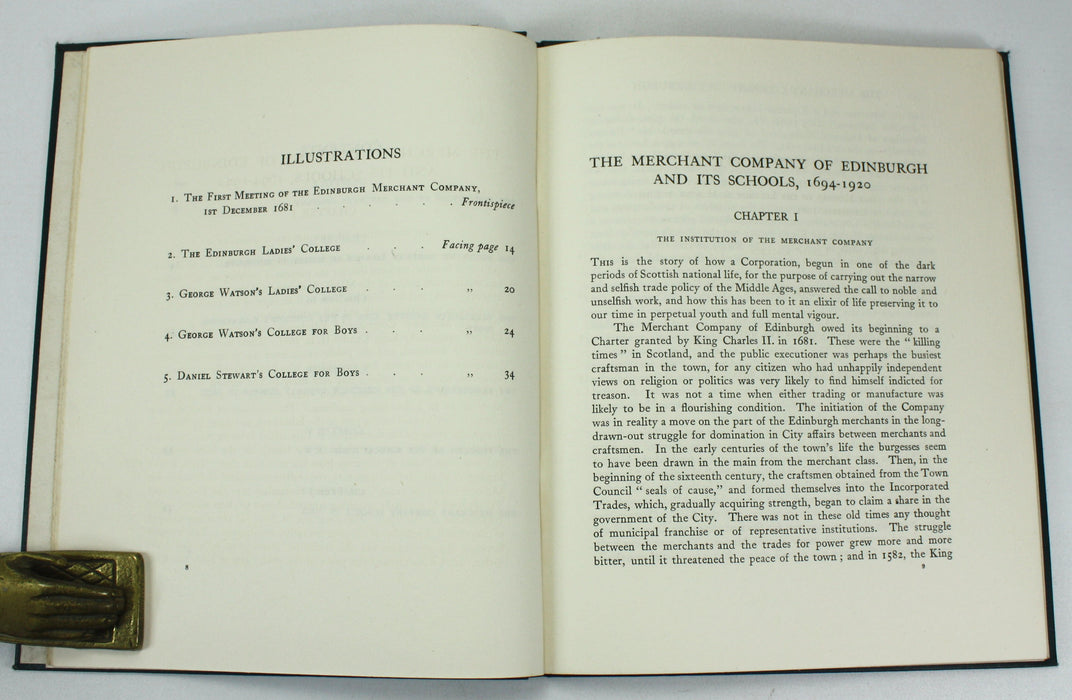 ILLUSTRATIONS
1. The First Meeting of the Edinburgh Merchant Company,
1st December 1681 . . . . . . Frontispiece
2. The Edinburgh Ladies' College . . . Facing page 14
3. George Watson's Ladies' College . . . „ 20
4. George Watson's College for Boys . . . „ 24
5. Daniel Stewart's College for Boys . . . „ 34
8
THE MERCHANT COMPANY OF EDINBURGH
AND ITS SCHOOLS, 1694-1920
CHAPTER I
THE INSTITUTION OF THE MERCHANT COMPANY
This is the story of how a Corporation, begun in one of the dark
periods of Scottish national life, for the purpose of carrying out the narrow
and selfish trade policy of the Middle Ages, answered the call to noble and
unselfish work, and how this has been to it an elixir of life preserving it to
our time in perpetual youth and full mental vigour.
The Merchant Company of Edinburgh owed its beginning to a
Charter granted by King Charles II. in 1681. These were the “ killing
times ” in Scotland, and the public executioner was perhaps the busiest
craftsman in the town, for any citizen who had unhappily independent
views on religion or politics was very likely to find himself indicted for
treason. It was not a time when either trading or manufacture was
likely to be in a flourishing condition. The initiation of the Company
was in reality a move on the part of the Edinburgh merchants in the long-
drawn-out struggle for domination in City affairs between merchants and
craftsmen. In the early centuries of the town's life the burgesses seem
to have been drawn in the main from the merchant class. Then, in the
beginning of the sixteenth century, the craftsmen obtained from the Town
Council “ seals of cause,” and formed themselves into the Incorporated
Trades, which, gradually acquiring strength, began to claim a share in the
government of the City. There was not in these old times any thought
of municipal franchise or of representative institutions. The struggle
between the merchants and the trades for power grew more and more
bitter, until it threatened the peace of the town ; and in 1582, the King
9